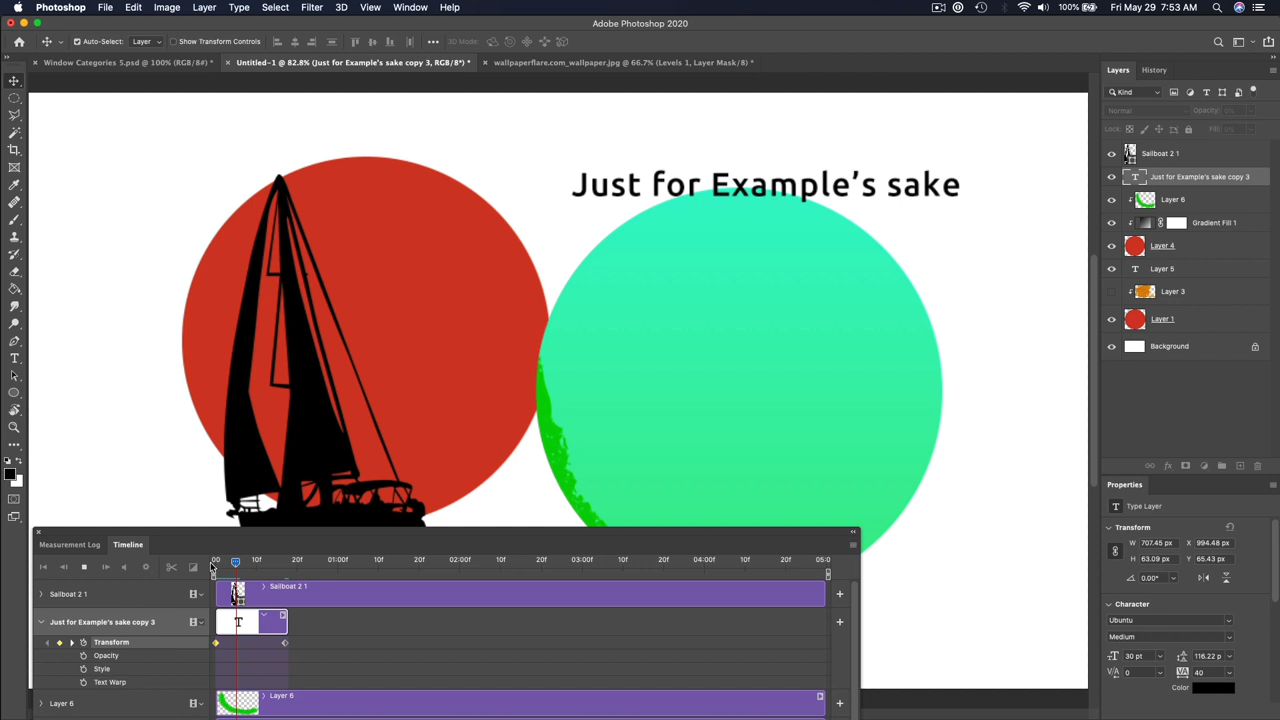 Photoshop File Edit Image Layer Type Select Filter 3D View Window Help 100% Fri May 29 7:53 AM
Adobe Photoshop 2020
Auto-Select: Layer Show Transform Controls 3D Mode:
Window Categories 5.psd @ 100% (RGB/8#) *
Untitled-1 @ 82.8% (Just for Example's sake copy 3, RGB/8*) *
wallpaperflare.com_wallpaper.jpg @ 66.7% (Levels 1, Layer Mask/8) *
Layers History
Kind
Normal Opacity: 0%
Lock: Fill: 0%
Sailboat 2 1
T Just for Example's sake copy 3
Layer 6
Gradient Fill 1
Layer 4
T Layer 5
Layer 3
Layer 1
Background
Just for Example’s sake
Properties
T Type Layer
Transform
W: 707.45 px X: 994.48 px
H: 63.09 px Y: 65.43 px
0.00°
Character
Ubuntu
Medium
30 pt 116.22 p
0 40
Color
Measurement Log Timeline
00 10f 20f 01:00f 10f 20f 02:00f 10f 20f 03:00f 10f 20f 04:00f 10f 20f 05:0
Sailboat 2 1 Sailboat 2 1
Just for Example's sake copy 3 T
Transform
Opacity
Style
Text Warp
Layer 6 Layer 6